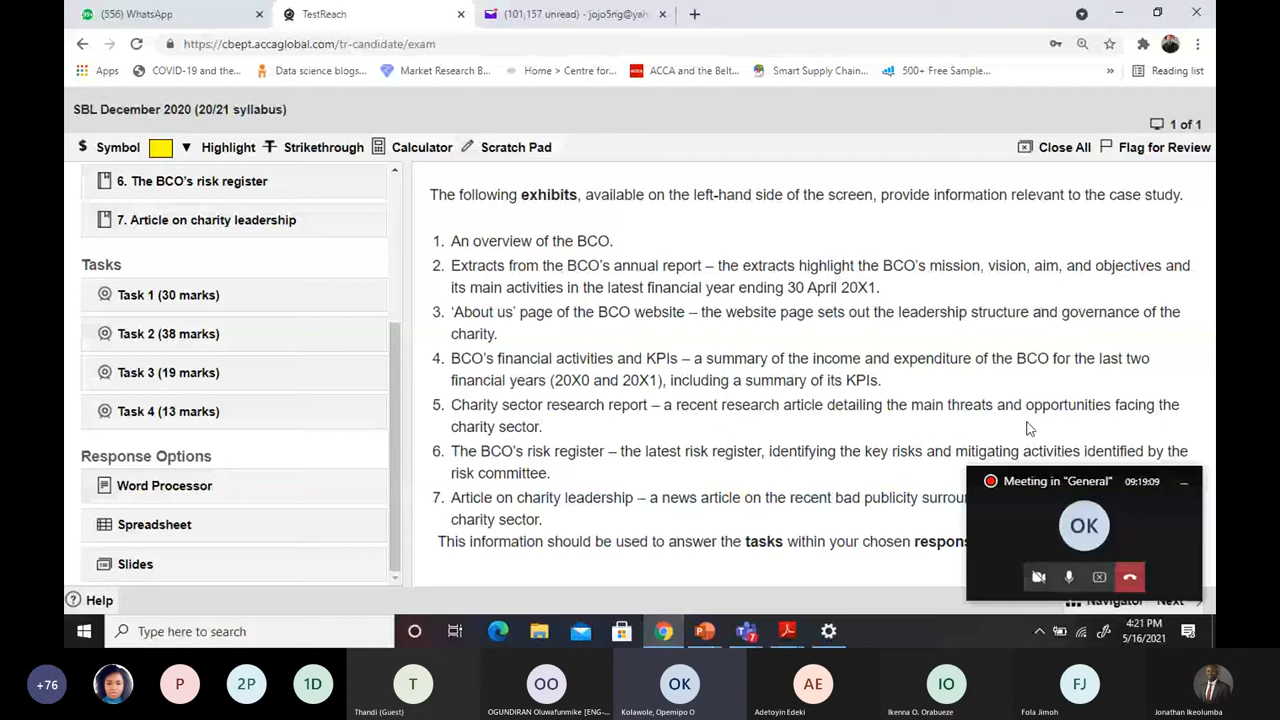 (556) WhatsApp
TestReach
(101,157 unread) - jojo5rig@yah
https://cbept.accaglobal.com/tr-candidate/exam
Apps
COVID-19 and the...
Data science blogs...
Market Research B...
Home > Centre for...
ACCA
ACCA and the Belt...
Smart Supply Chain...
500+ Free Sample...
Reading list
SBL December 2020 (20/21 syllabus)
1 of 1
$ Symbol
Highlight
Strikethrough
Calculator
Scratch Pad
Close All
Flag for Review
6. The BCO's risk register
7. Article on charity leadership
Tasks
Task 1 (30 marks)
Task 2 (38 marks)
Task 3 (19 marks)
Task 4 (13 marks)
Response Options
Word Processor
Spreadsheet
Slides
Help
The following exhibits, available on the left-hand side of the screen, provide information relevant to the case study.
1. An overview of the BCO.
2. Extracts from the BCO's annual report – the extracts highlight the BCO's mission, vision, aim, and objectives and
its main activities in the latest financial year ending 30 April 20X1.
3. 'About us' page of the BCO website – the website page sets out the leadership structure and governance of the
charity.
4. BCO's financial activities and KPIs – a summary of the income and expenditure of the BCO for the last two
financial years (20X0 and 20X1), including a summary of its KPIs.
5. Charity sector research report – a recent research article detailing the main threats and opportunities facing the
charity sector.
6. The BCO's risk register – the latest risk register, identifying the key risks and mitigating activities identified by the
risk committee.
7. Article on charity leadership – a news article on the recent bad publicity surrou
charity sector.
This information should be used to answer the tasks within your chosen respon
Meeting in "General"
09:19:09
OK
Navigator
Next
Type here to search
4:21 PM
5/16/2021
+76
P
2P
1D
T
Thandi (Guest)
OO
OGUNDIRAN Oluwafunmike [ENG-...
OK
Kolawole, Opemipo O
AE
Adetoyin Edeki
IO
Ikenna O. Orabueze
FJ
Fola Jimoh
Jonathan Ikeolumba